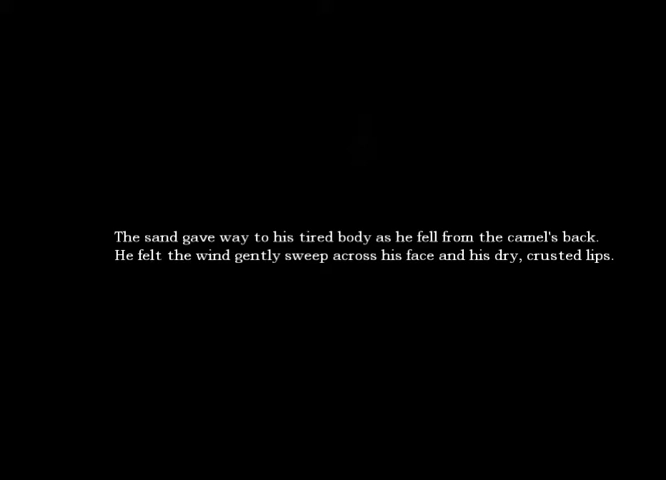 The sand gave way to his tired body as he fell from the camel's back.
He felt the wind gently sweep across his face and his dry, crusted lips.